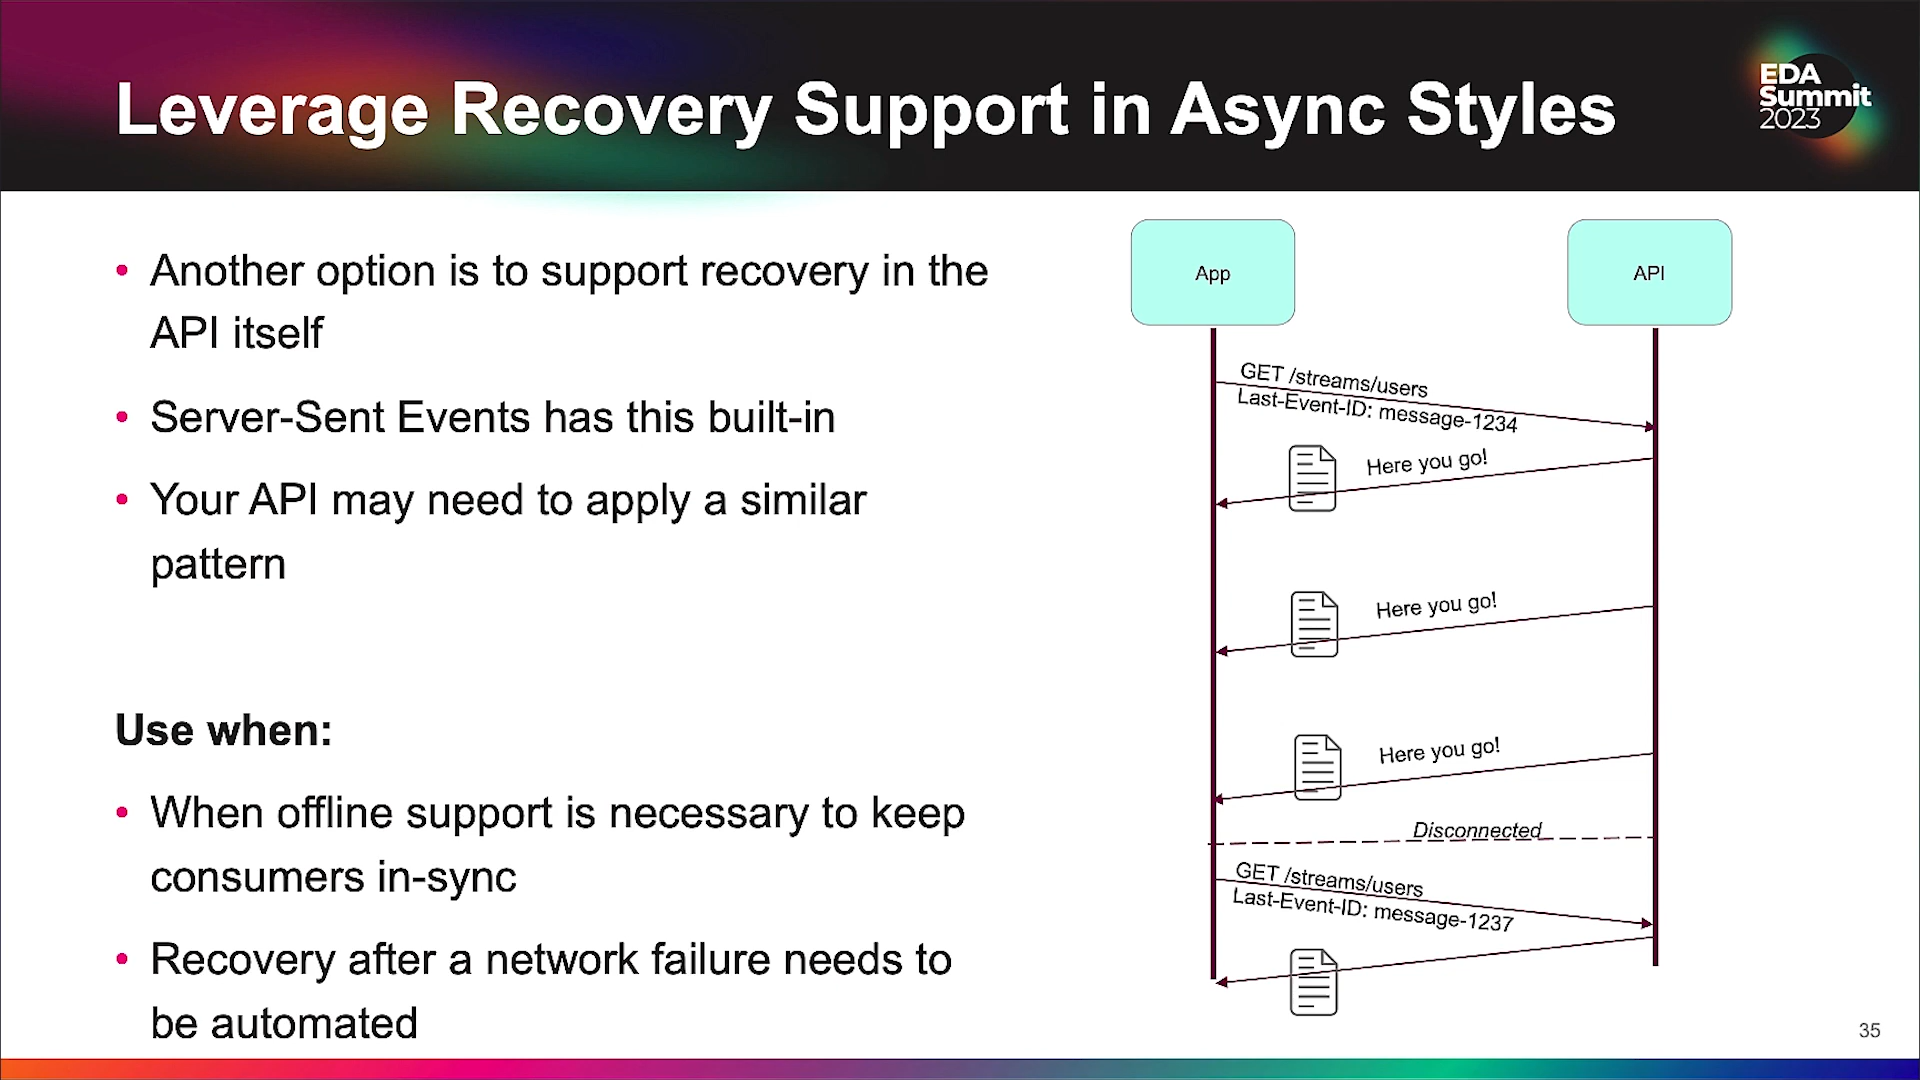 Leverage Recovery Support in Async Styles
EDA
Summit
2023
• Another option is to support recovery in the
API itself
• Server-Sent Events has this built-in
• Your API may need to apply a similar
pattern
Use when:
• When offline support is necessary to keep
consumers in-sync
• Recovery after a network failure needs to
be automated
App
API
GET /streams/users
Last-Event-ID: message-1234
Here you go!
Here you go!
Here you go!
Disconnected
GET /streams/users
Last-Event-ID: message-1237
35